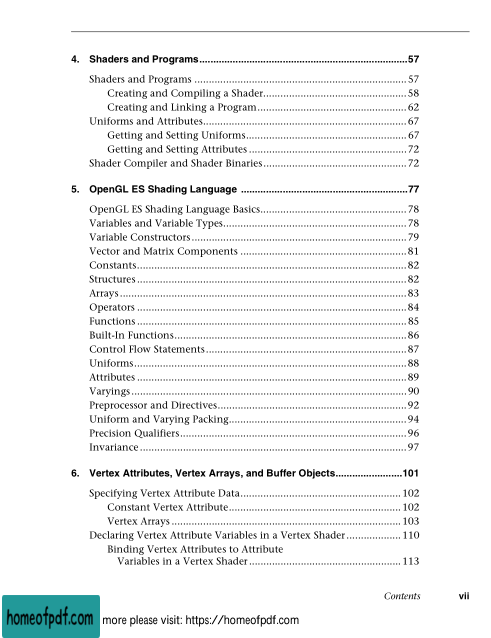 4. Shaders and Programs...........................................................................57
Shaders and Programs .......................................................................... 57
Creating and Compiling a Shader.................................................. 58
Creating and Linking a Program.................................................... 62
Uniforms and Attributes....................................................................... 67
Getting and Setting Uniforms........................................................ 67
Getting and Setting Attributes ....................................................... 72
Shader Compiler and Shader Binaries.................................................. 72
5. OpenGL ES Shading Language ............................................................77
OpenGL ES Shading Language Basics................................................... 78
Variables and Variable Types................................................................ 78
Variable Constructors........................................................................... 79
Vector and Matrix Components .......................................................... 81
Constants.............................................................................................. 82
Structures .............................................................................................. 82
Arrays .................................................................................................... 83
Operators .............................................................................................. 84
Functions .............................................................................................. 85
Built-In Functions................................................................................. 86
Control Flow Statements...................................................................... 87
Uniforms............................................................................................... 88
Attributes .............................................................................................. 89
Varyings................................................................................................ 90
Preprocessor and Directives.................................................................. 92
Uniform and Varying Packing.............................................................. 94
Precision Qualifiers............................................................................... 96
Invariance ............................................................................................. 97
6. Vertex Attributes, Vertex Arrays, and Buffer Objects........................101
Specifying Vertex Attribute Data........................................................ 102
Constant Vertex Attribute............................................................ 102
Vertex Arrays ................................................................................ 103
Declaring Vertex Attribute Variables in a Vertex Shader................... 110
Binding Vertex Attributes to Attribute
Variables in a Vertex Shader ..................................................... 113
Contents vii
homeofpdf.com more please visit: https://homeofpdf.com